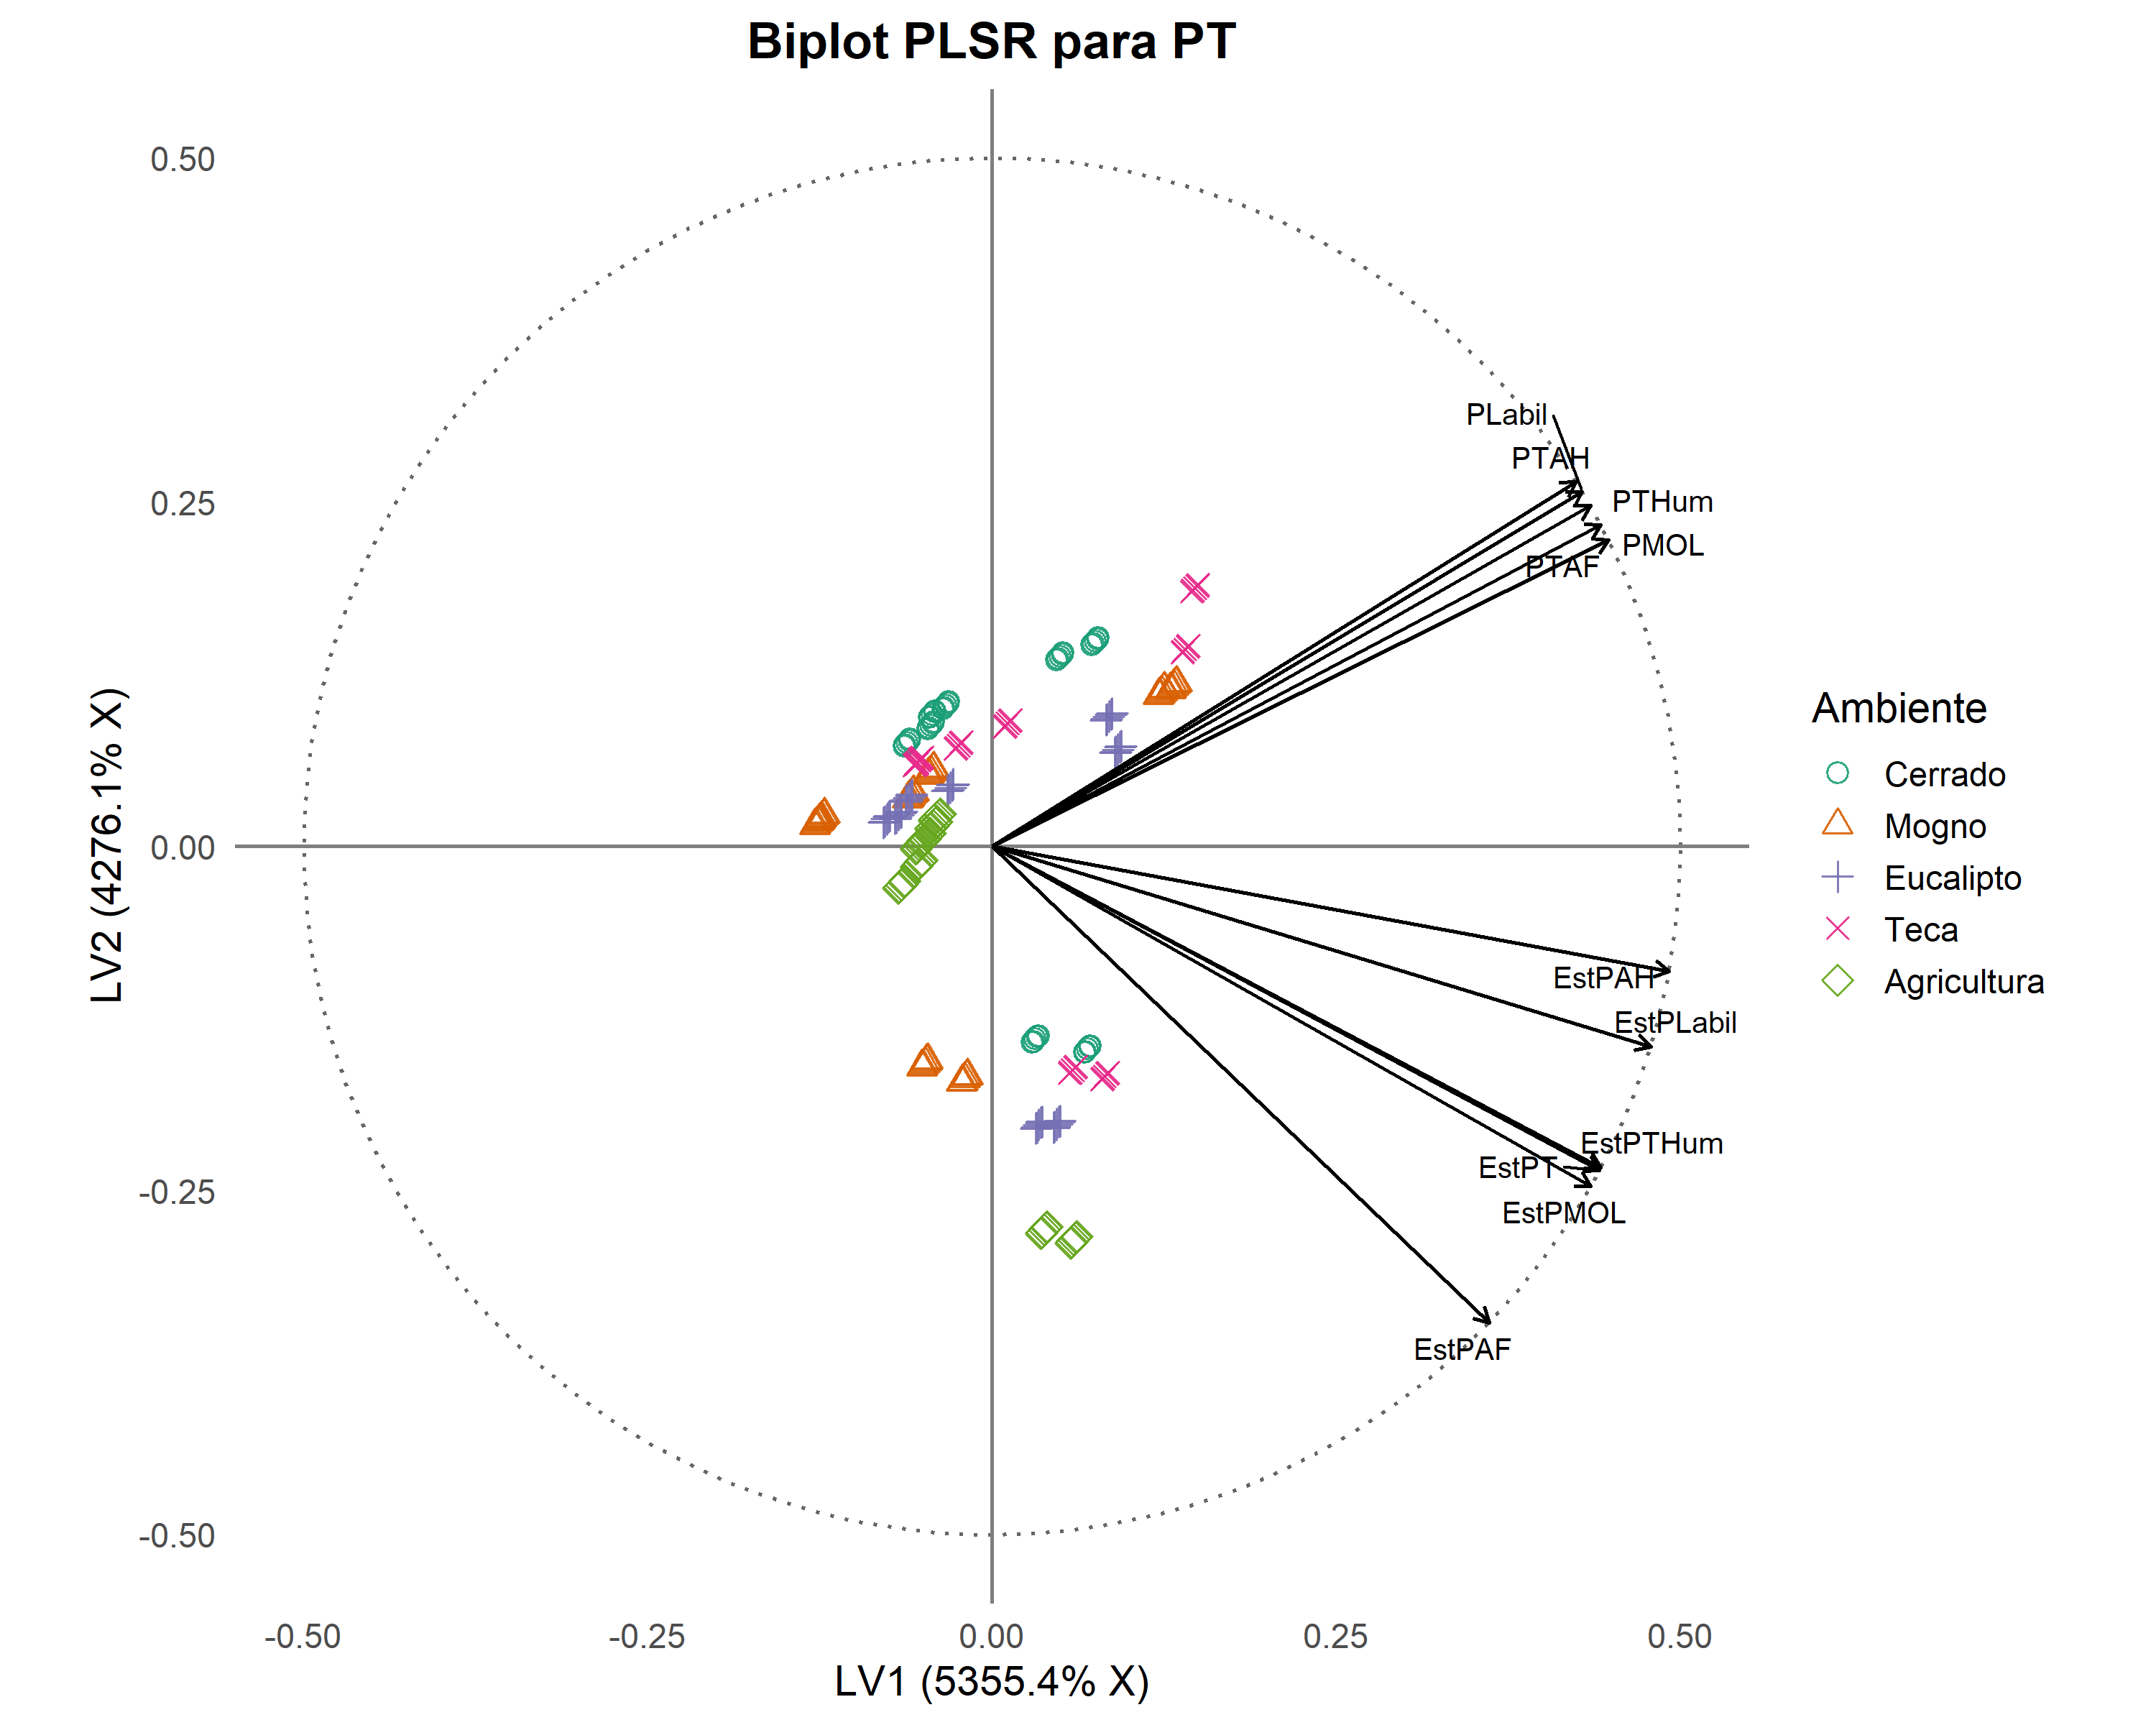 Biplot PLSR para PT
0.50
0.25
0.00
-0.25
-0.50
LV2 (4276.1% X)
PLabil
PTAH
PTHum
PMOL
PTAF
EstPAH
EstPLabil
EstPTHum
EstPT
EstPMOL
EstPAF
-0.50
-0.25
0.00
0.25
0.50
LV1 (5355.4% X)
Ambiente
Cerrado
Mogno
Eucalipto
Teca
Agricultura